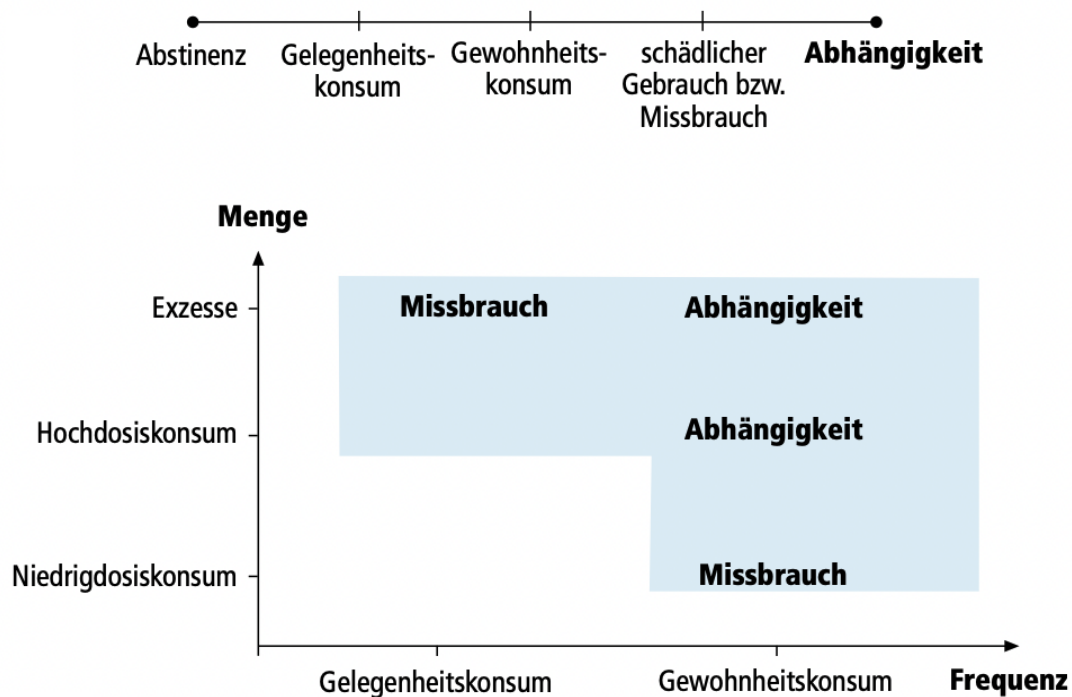 Abstinenz
Gelegenheits-
konsum
Gewohnheits-
konsum
schädlicher
Gebrauch bzw.
Missbrauch
Abhängigkeit
Menge
Exzesse
Missbrauch
Abhängigkeit
Hochdosiskonsum
Abhängigkeit
Niedrigdosiskonsum
Missbrauch
Gelegenheitskonsum
Gewohnheitskonsum
Frequenz